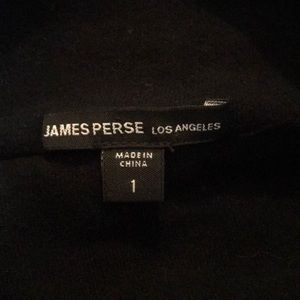 JAMES PERSE LOS ANGELES
MADE IN
CHINA
1